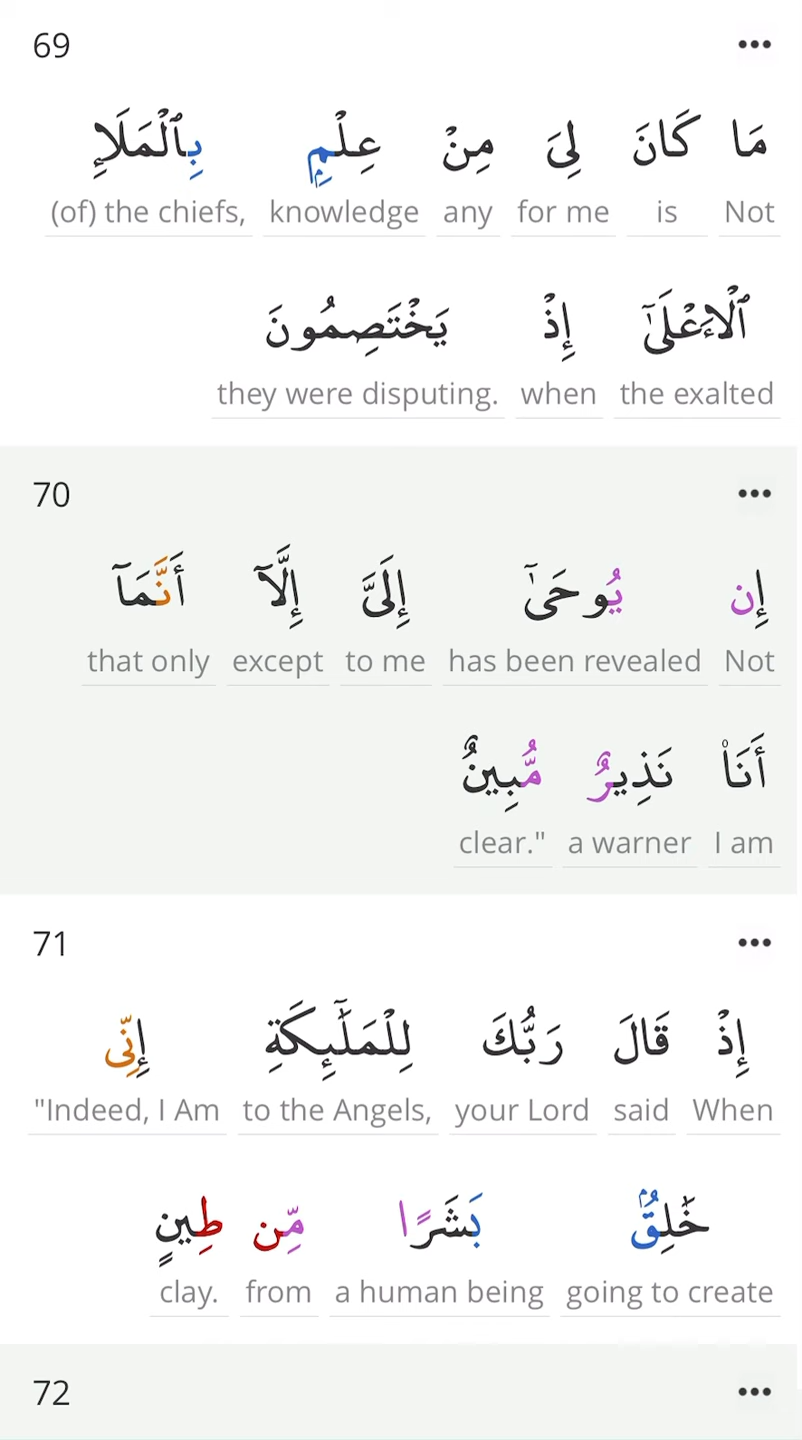 69
مَا كَانَ لِىَ مِنْ عِلْمٍۭ بِٱلْمَلَإِ
(of) the chiefs, knowledge any for me is Not
ٱلْأَعْلَىٰٓ إِذْ يَخْتَصِمُونَ
they were disputing. when the exalted
70
إِن يُوحَىٰٓ إِلَىَّ إِلَّآ أَنَّمَآ
that only except to me has been revealed Not
أَنَا۠ نَذِيرٌ مُّبِينٌ
clear." a warner I am
71
إِذْ قَالَ رَبُّكَ لِلْمَلَـٰٓئِكَةِ إِنِّى
"Indeed, I Am to the Angels, your Lord said When
خَـٰلِقٌۢ بَشَرًا مِّن طِينٍ
clay. from a human being going to create
72